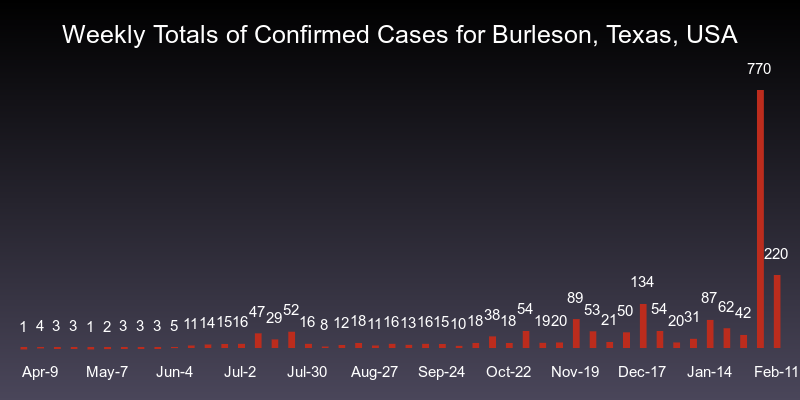 Weekly Totals of Confirmed Cases for Burleson, Texas, USA
770
220
134
89 87
47 52 54 53 50 54 62
29 38 21 20 31 42
1 4 3 3 1 2 3 3 3 5 11 14 15 16 16 8 12 18 11 16 13 16 15 10 18 18 19 20
Apr-9 May-7 Jun-4 Jul-2 Jul-30 Aug-27 Sep-24 Oct-22 Nov-19 Dec-17 Jan-14 Feb-11